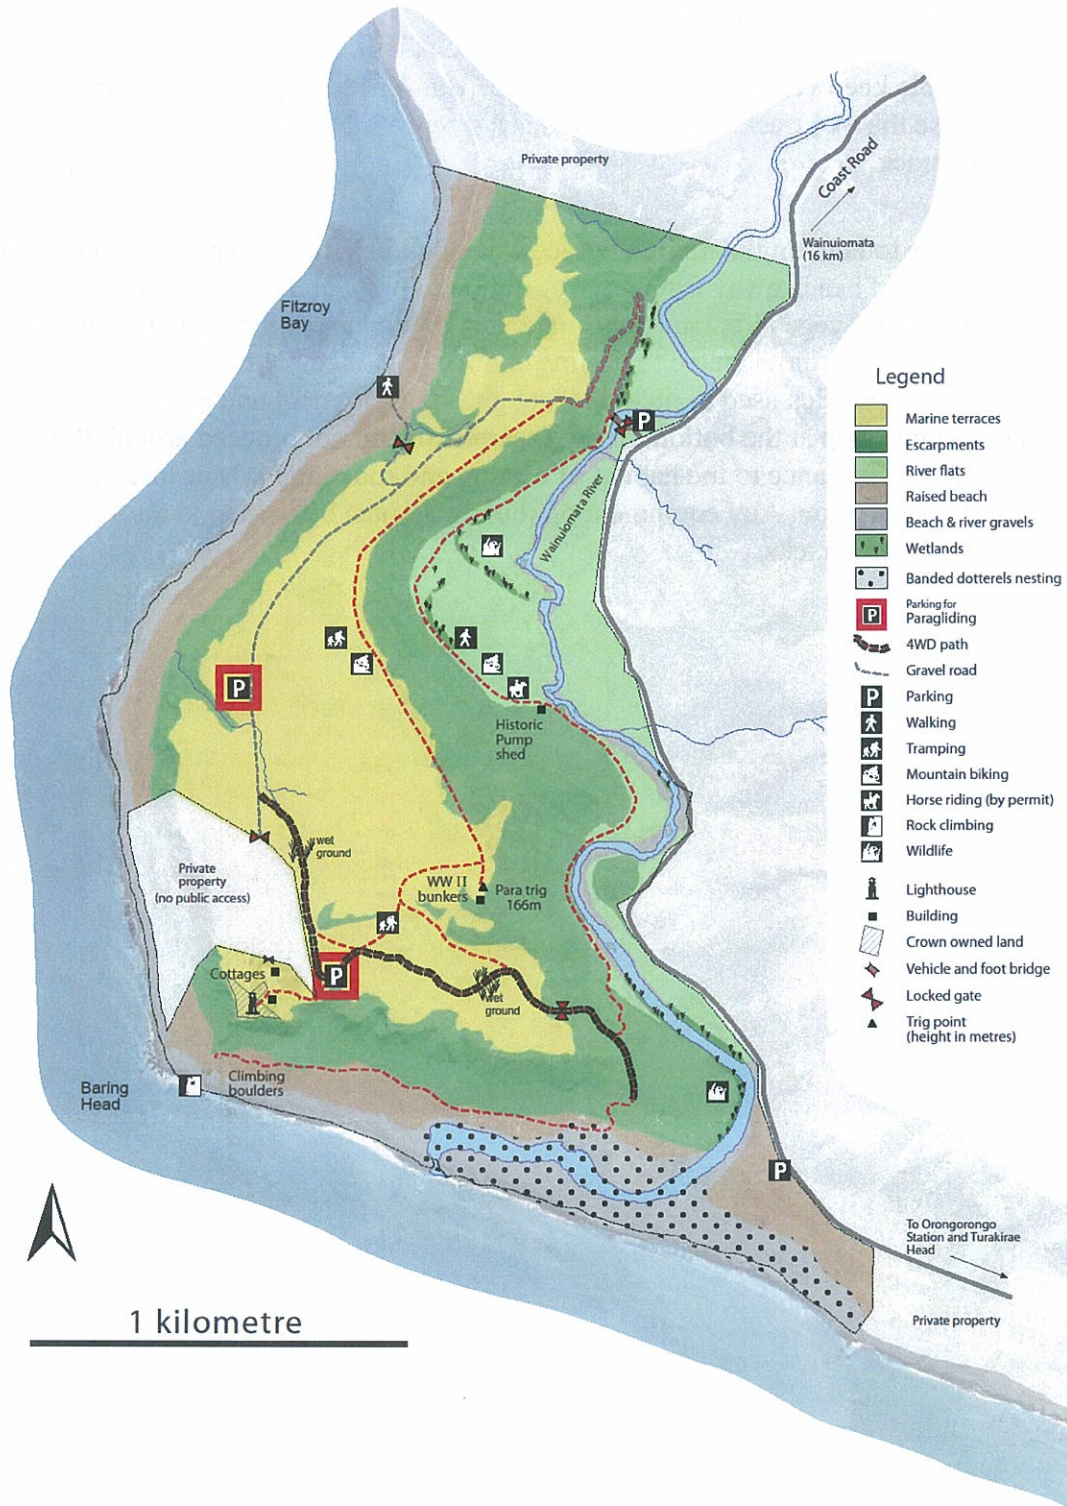 Private property
Coast Road
Wainuiomata
(16 km)
Fitzroy
Bay
P
Wainuiomata River
P
Historic
Pump
shed
wet
ground
Private
property
(no public access)
WW II
bunkers
Para trig
166m
P
Cottages
wet
ground
Climbing
boulders
Baring
Head
P
To Orongorongo
Station and Turakirae
Head
Private property
1 kilometre
Legend
Marine terraces
Escarpments
River flats
Raised beach
Beach & river gravels
Wetlands
Banded dotterels nesting
P
Parking for
Paragliding
4WD path
Gravel road
P
Parking
Walking
Tramping
Mountain biking
Horse riding (by permit)
Rock climbing
Wildlife
Lighthouse
Building
Crown owned land
Vehicle and foot bridge
Locked gate
Trig point
(height in metres)